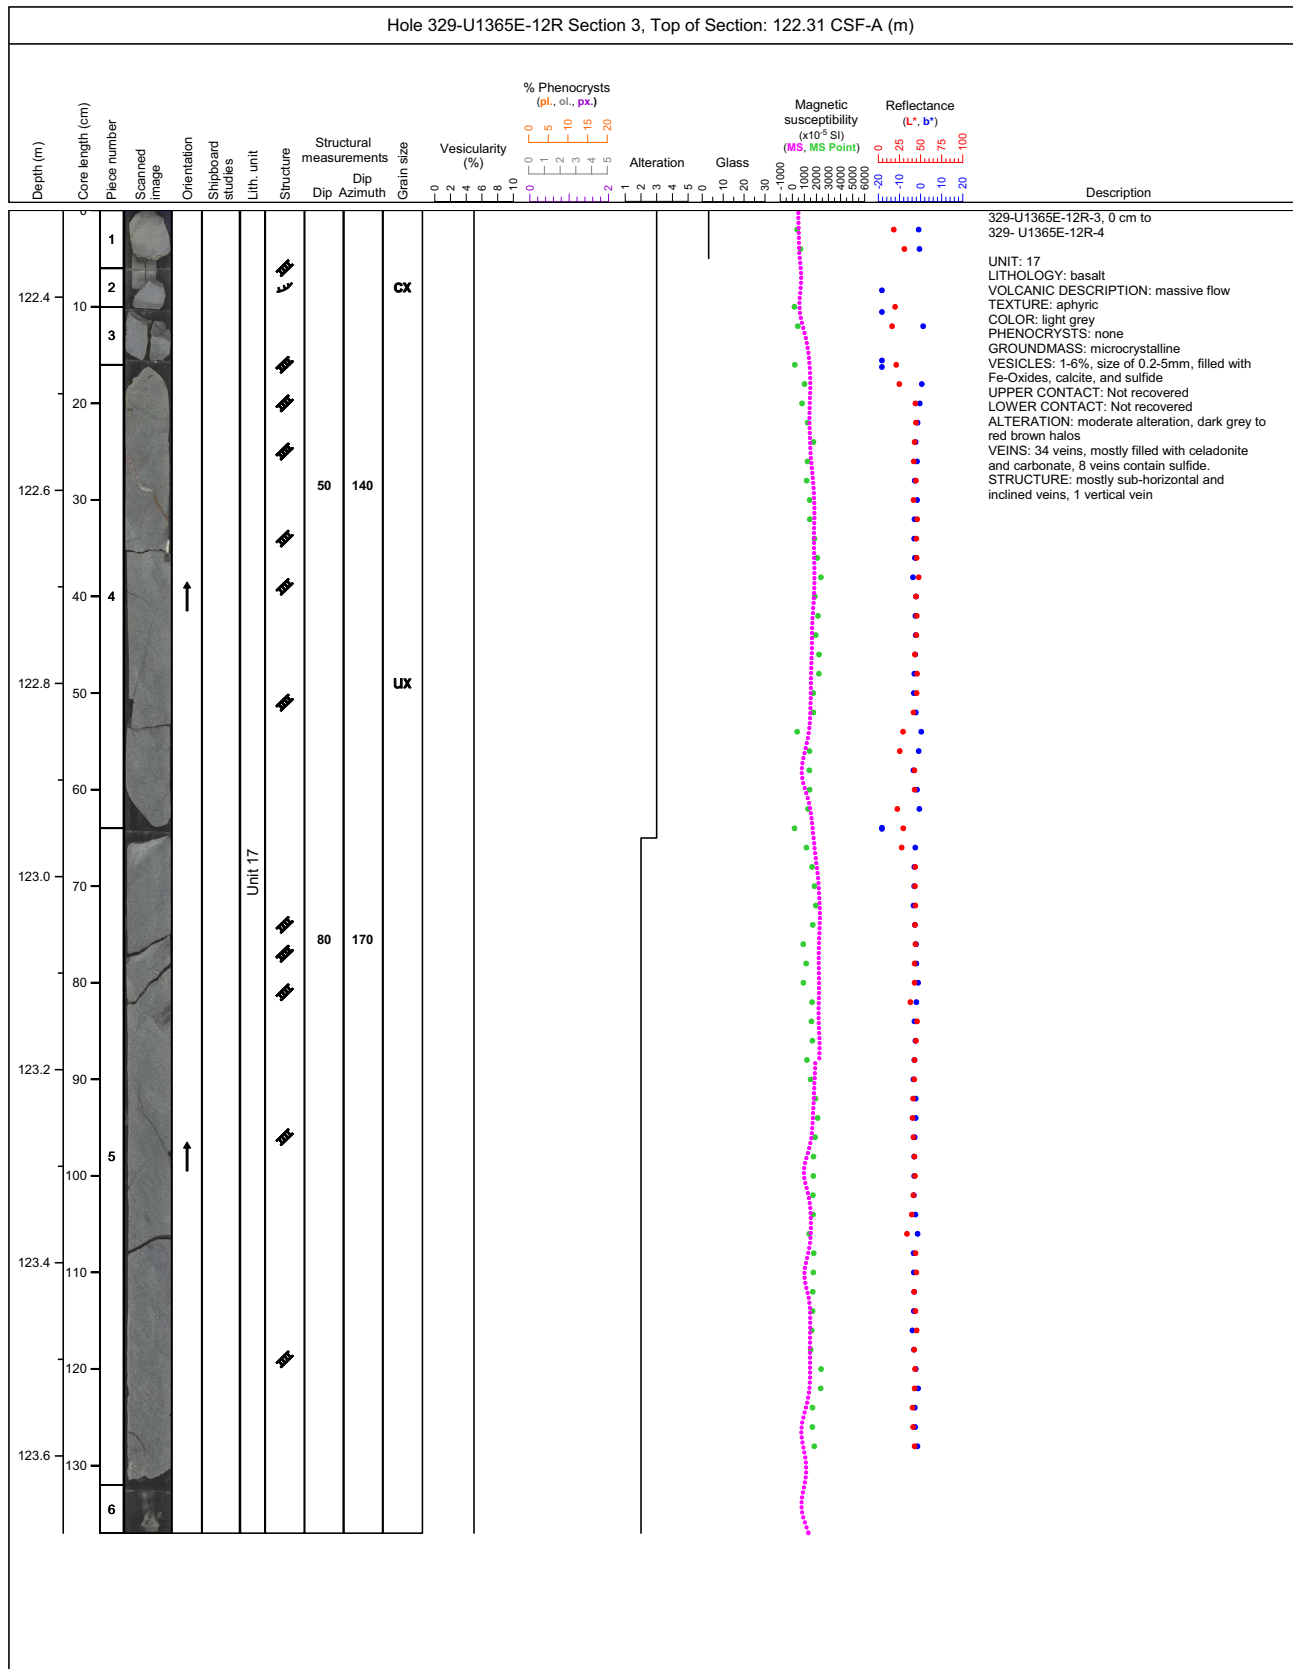 Hole 329-U1365E-12R Section 3, Top of Section: 122.31 CSF-A (m)
Depth (m)
Core length (cm)
Piece number
Scanned image
Orientation
Shipboard studies
Lith. unit
Structure
Structural measurements
Dip
Dip Azimuth
Grain size
Vesicularity (%)
0 2 4 6 8 10
% Phenocrysts
(pl., ol., px.)
0 5 10 15 20
0 1 2 3 4 5
0 2
Alteration
1 2 3 4 5
Glass
0 10 20 30
Magnetic susceptibility
(x10-5 SI)
(MS, MS Point)
-1000 0 1000 2000 3000 4000 5000 6000
Reflectance
(L*, b*)
0 25 50 75 100
-20 -10 0 10 20
Description
122.4
122.6
122.8
123.0
123.2
123.4
123.6
0
10
20
30
40
50
60
70
80
90
100
110
120
130
1
2
3
4
5
6
Unit 17
50 140
80 170
cx
ux
329-U1365E-12R-3, 0 cm to
329- U1365E-12R-4
UNIT: 17
LITHOLOGY: basalt
VOLCANIC DESCRIPTION: massive flow
TEXTURE: aphyric
COLOR: light grey
PHENOCRYSTS: none
GROUNDMASS: microcrystalline
VESICLES: 1-6%, size of 0.2-5mm, filled with
Fe-Oxides, calcite, and sulfide
UPPER CONTACT: Not recovered
LOWER CONTACT: Not recovered
ALTERATION: moderate alteration, dark grey to
red brown halos
VEINS: 34 veins, mostly filled with celadonite
and carbonate, 8 veins contain sulfide.
STRUCTURE: mostly sub-horizontal and
inclined veins, 1 vertical vein